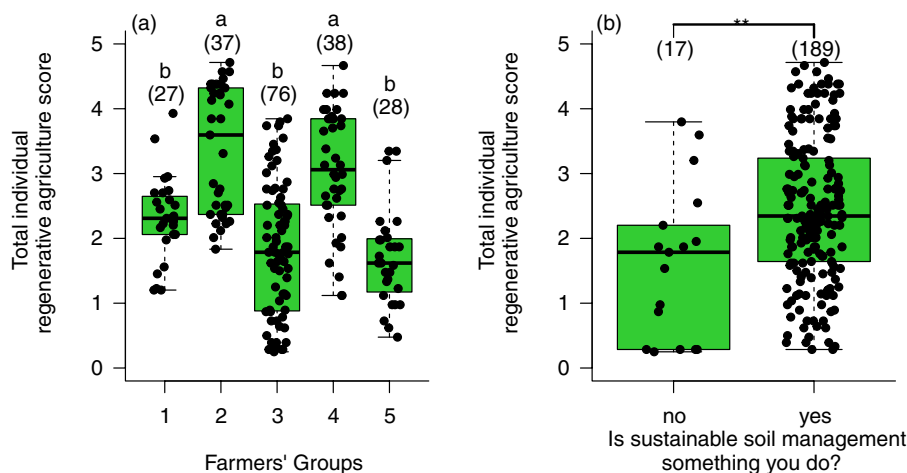 (a)
Total individual
regenerative agriculture score
5
4
3
2
1
0
b
(27)
a
(37)
b
(76)
a
(38)
b
(28)
1 2 3 4 5
Farmers' Groups
(b)
Total individual
regenerative agriculture score
5
4
3
2
1
0
**
(17)
(189)
no yes
Is sustainable soil management
something you do?